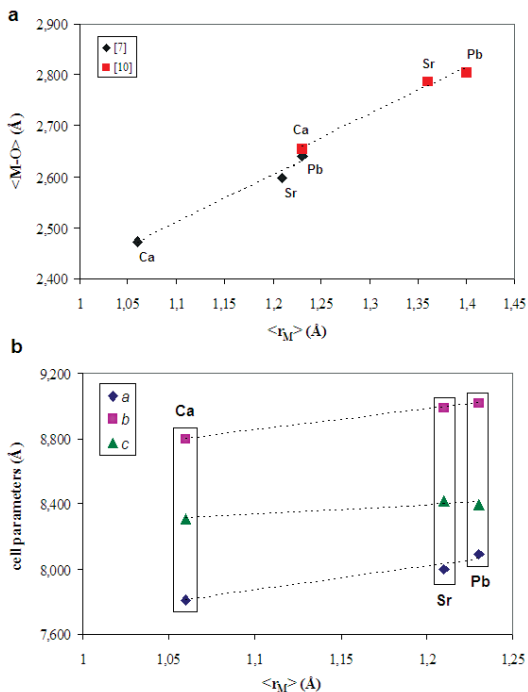 a
[7]
[10]
2,900
2,800
2,700
2,600
2,500
2,400
<M-O> (Å)
Ca
Sr
Pb
Ca
Sr
Pb
1 1,05 1,1 1,15 1,2 1,25 1,3 1,35 1,4 1,45
<rM> (Å)
b
a
b
c
9,200
8,800
8,400
8,000
7,600
cell parameters (Å)
Ca
Sr
Pb
1 1,05 1,1 1,15 1,2 1,25
<rM> (Å)